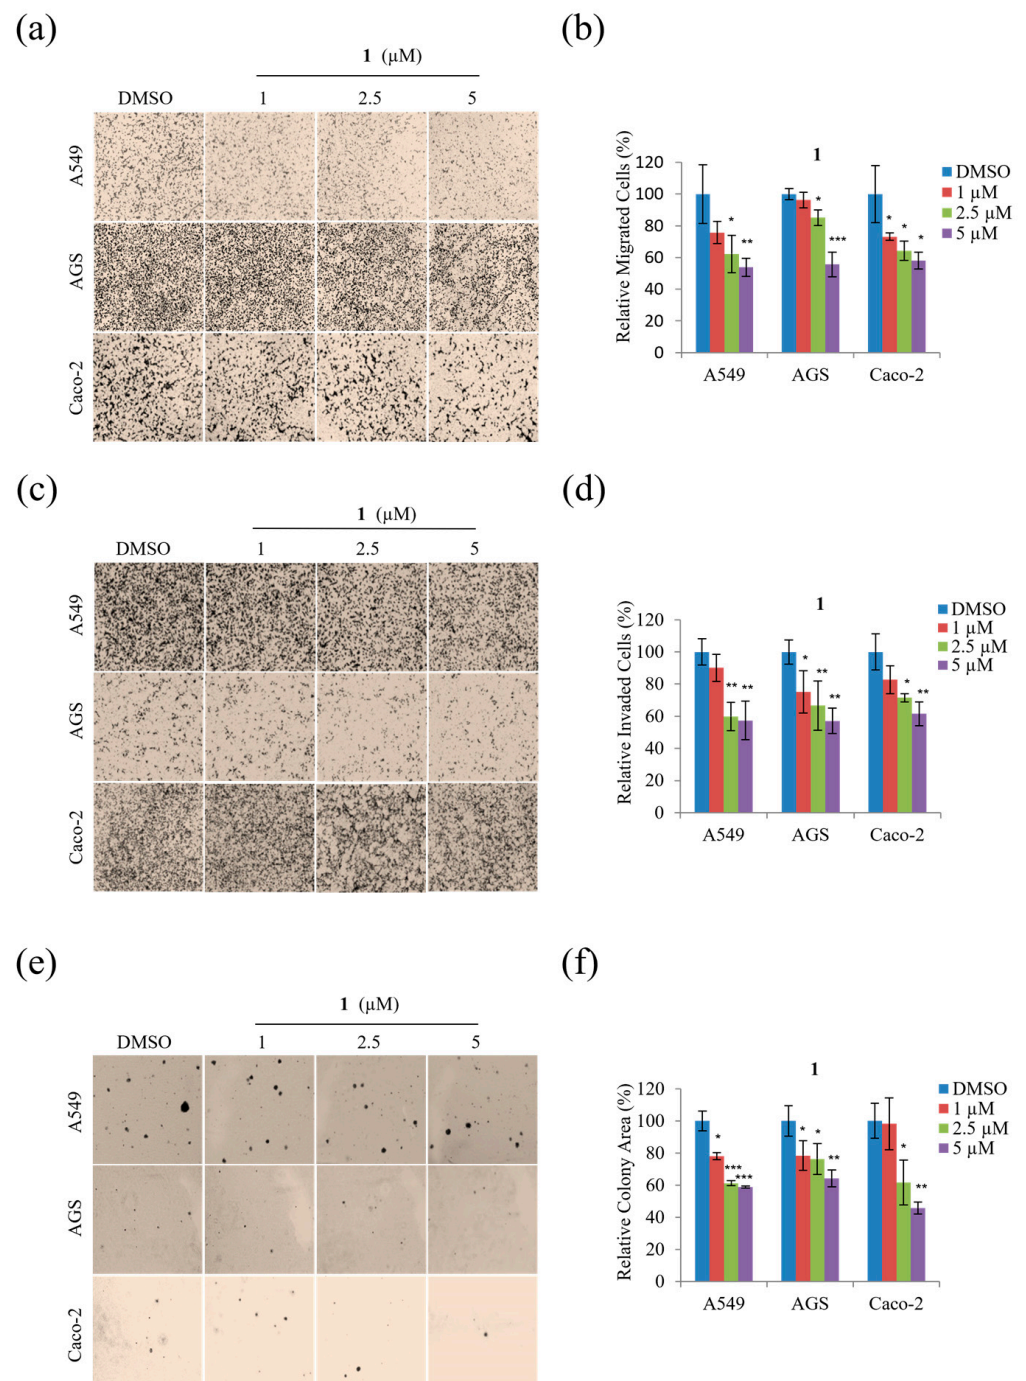 (a)
1 (µM)
DMSO 1 2.5 5
A549
AGS
Caco-2
(b)
1
Relative Migrated Cells (%)
120
100
80
60
40
20
0
* ** * *** * * *
A549 AGS Caco-2
DMSO
1 µM
2.5 µM
5 µM
(c)
1 (µM)
DMSO 1 2.5 5
A549
AGS
Caco-2
(d)
1
Relative Invaded Cells (%)
120
100
80
60
40
20
0
** ** * ** ** * **
A549 AGS Caco-2
DMSO
1 µM
2.5 µM
5 µM
(e)
1 (µM)
DMSO 1 2.5 5
A549
AGS
Caco-2
(f)
1
Relative Colony Area (%)
120
100
80
60
40
20
0
* *** *** * * ** * **
A549 AGS Caco-2
DMSO
1 µM
2.5 µM
5 µM